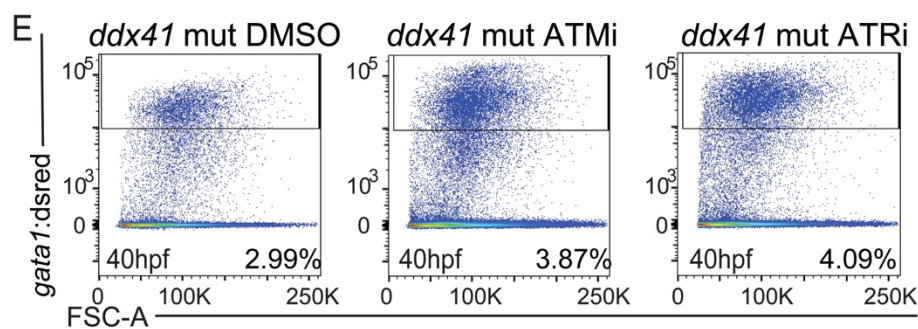 E
ddx41 mut DMSO
ddx41 mut ATMi
ddx41 mut ATRi
gata1:dsred
10^5
10^3
0
40hpf 2.99%
0 100K 250K
10^5
10^3
0
40hpf 3.87%
0 100K 250K
10^5
10^3
0
40hpf 4.09%
0 100K 250K
FSC-A